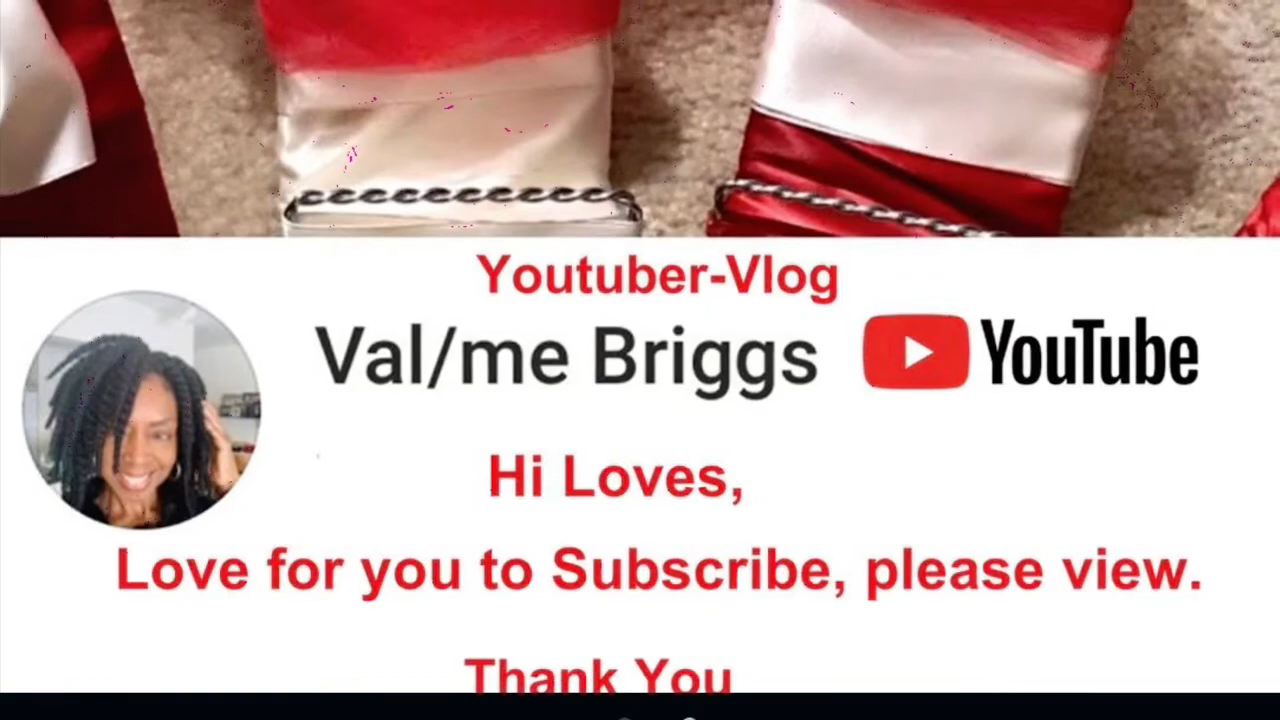 Youtuber-Vlog
Val/me Briggs YouTube
Hi Loves,
Love for you to Subscribe, please view.
Thank You